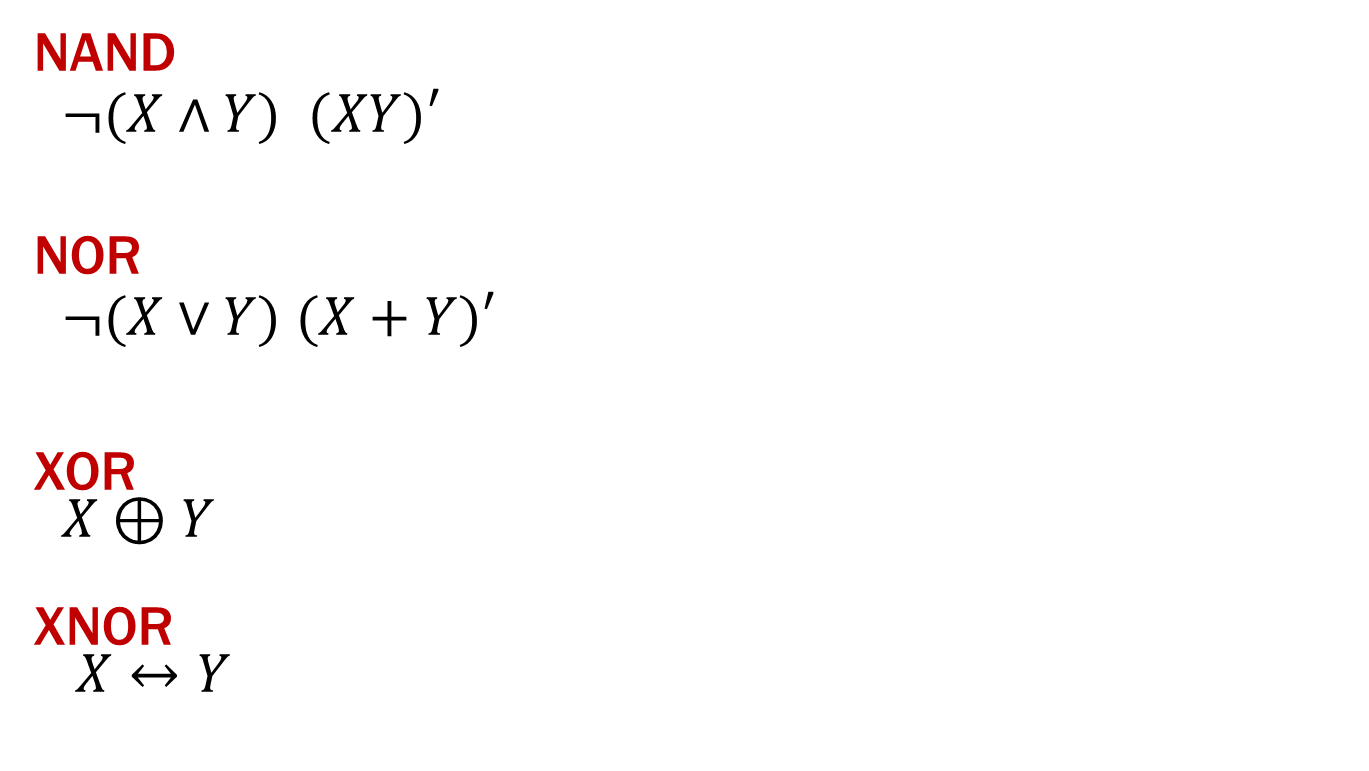 NAND
¬(X ∧ Y) (XY)′
NOR
¬(X ∨ Y) (X + Y)′
XOR
X ⊕ Y
XNOR
X ↔ Y